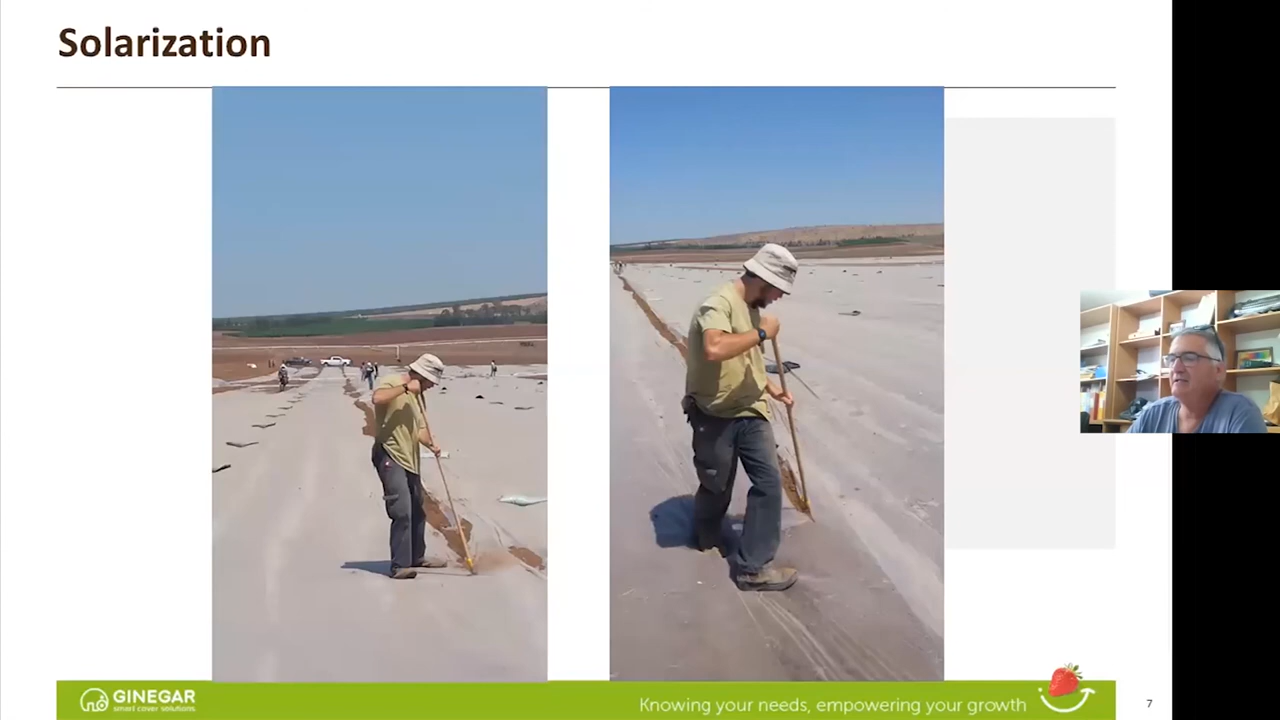 Solarization
GINEGAR
smart cover solutions
Knowing your needs, empowering your growth
7